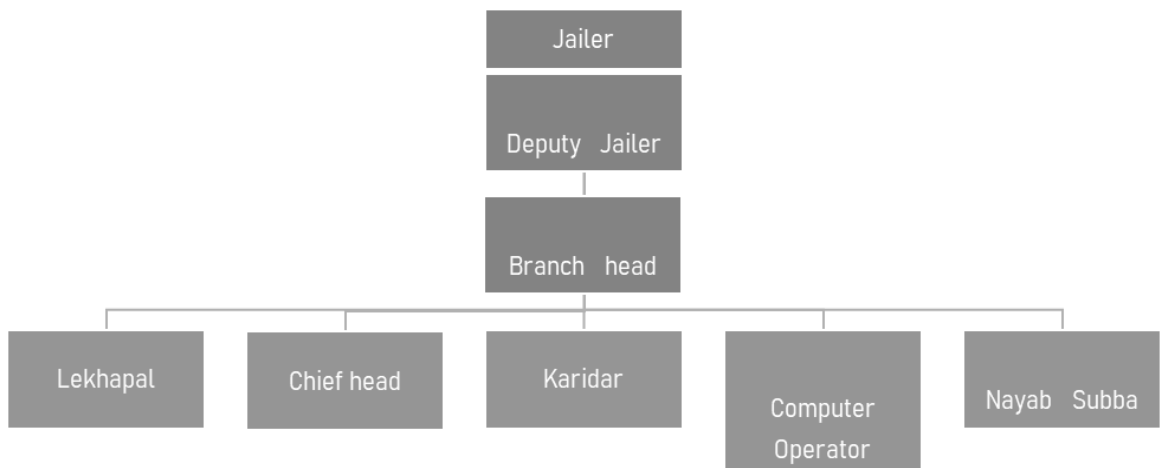 Jailer
Deputy Jailer
Branch head
Lekhapal
Chief head
Karidar
Computer
Operator
Nayab Subba